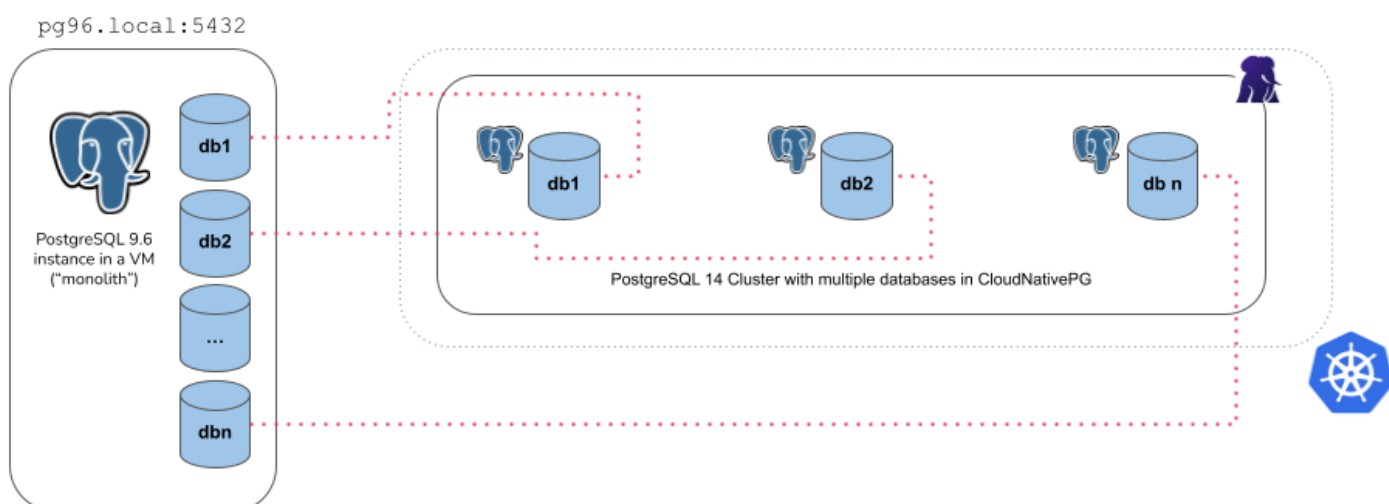 pg96.local:5432
PostgreSQL 9.6
instance in a VM
(“monolith”)
db1
db2
...
dbn
db1
db2
db n
PostgreSQL 14 Cluster with multiple databases in CloudNativePG